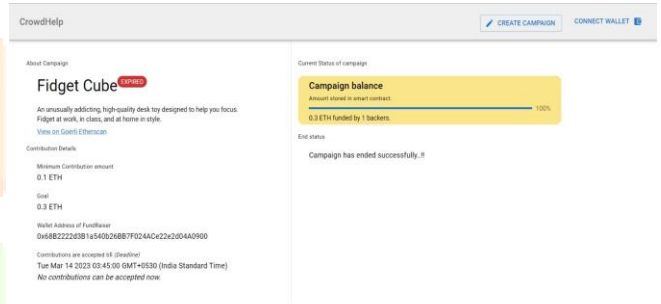 CrowdHelp
CREATE CAMPAIGN
CONNECT WALLET
About Campaign
Fidget Cube EXPIRED
An unusually addicting, high-quality desk toy designed to help you focus.
Fidget at work, in class, and at home in style.
View on Goerli Etherscan
Contribution Details
Minimum Contribution amount
0.1 ETH
Goal
0.3 ETH
Wallet Address of FundRaiser
0x68B2222d3B1a540b26BB7F024ACe22e2d04A0900
Contributions are accepted till (Deadline)
Tue Mar 14 2023 03:45:00 GMT+0530 (India Standard Time)
No contributions can be accepted now.
Current Status of campaign
Campaign balance
Amount stored in smart contract.
100%
0.3 ETH funded by 1 backers.
End status
Campaign has ended successfully..!!